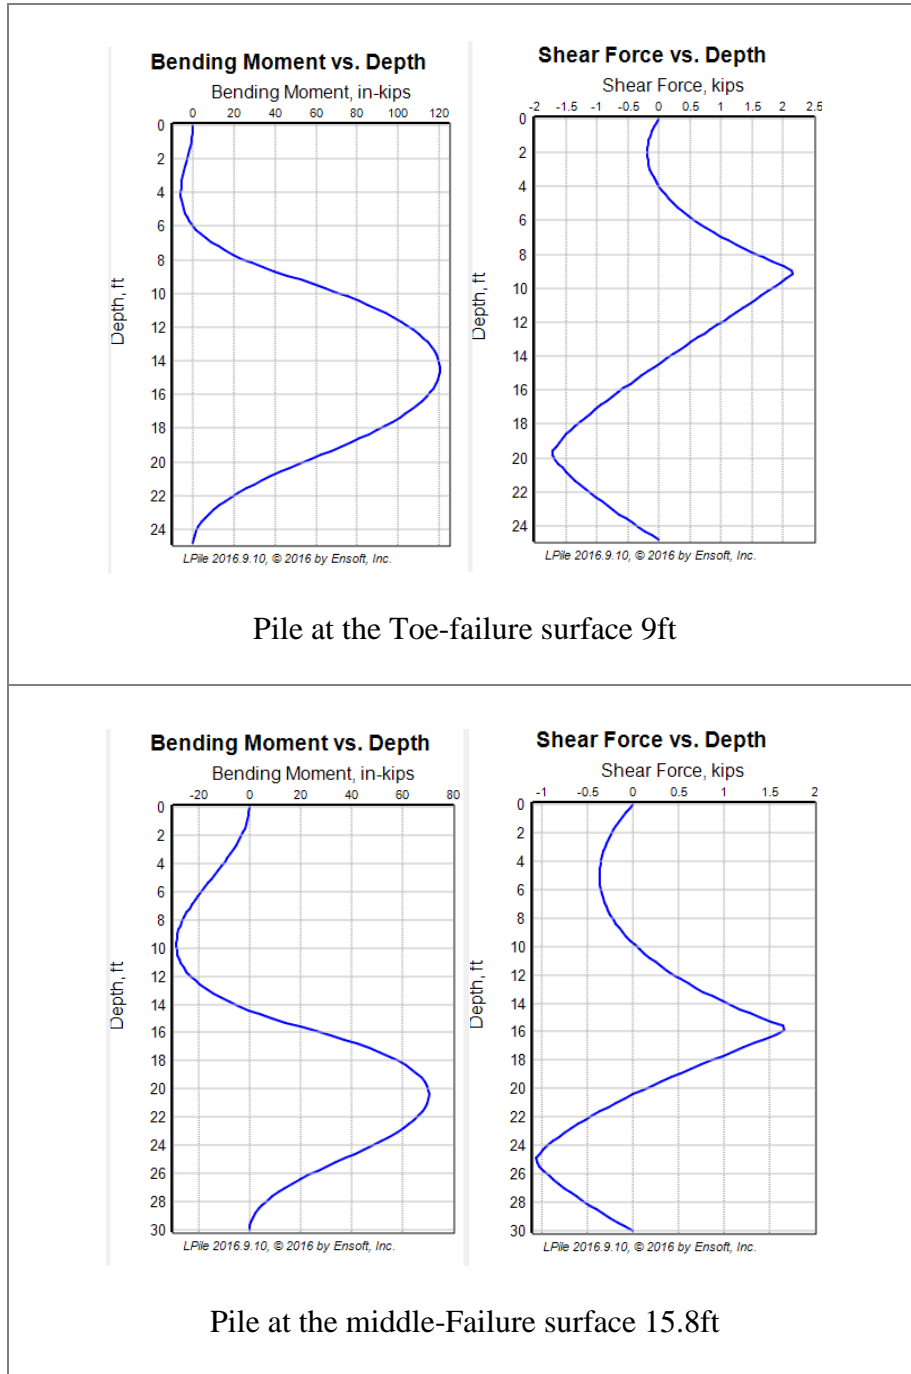 Bending Moment vs. Depth
Bending Moment, in-kips
0 20 40 60 80 100 120
0
2
4
6
8
10
12
14
16
18
20
22
24
Depth, ft
LPile 2016.9.10, © 2016 by Ensoft, Inc.
Shear Force vs. Depth
Shear Force, kips
-2 -1.5 -1 -0.5 0 0.5 1 1.5 2 2.5
0
2
4
6
8
10
12
14
16
18
20
22
24
Depth, ft
LPile 2016.9.10, © 2016 by Ensoft, Inc.
Pile at the Toe-failure surface 9ft
Bending Moment vs. Depth
Bending Moment, in-kips
-20 0 20 40 60 80
0
2
4
6
8
10
12
14
16
18
20
22
24
26
28
30
Depth, ft
LPile 2016.9.10, © 2016 by Ensoft, Inc.
Shear Force vs. Depth
Shear Force, kips
-1 -0.5 0 0.5 1 1.5 2
0
2
4
6
8
10
12
14
16
18
20
22
24
26
28
30
Depth, ft
LPile 2016.9.10, © 2016 by Ensoft, Inc.
Pile at the middle-Failure surface 15.8ft